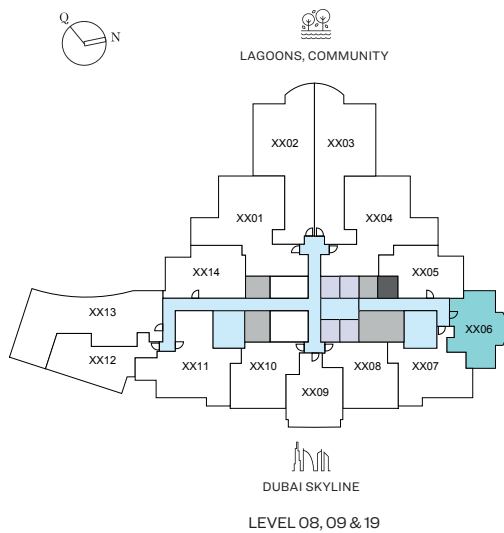 Q
N
LAGOONS, COMMUNITY
XX02 XX03
XX01 XX04
XX14 XX05
XX13
XX06
XX12 XX11 XX10 XX08 XX07
XX09
DUBAI SKYLINE
LEVEL 08, 09 & 19